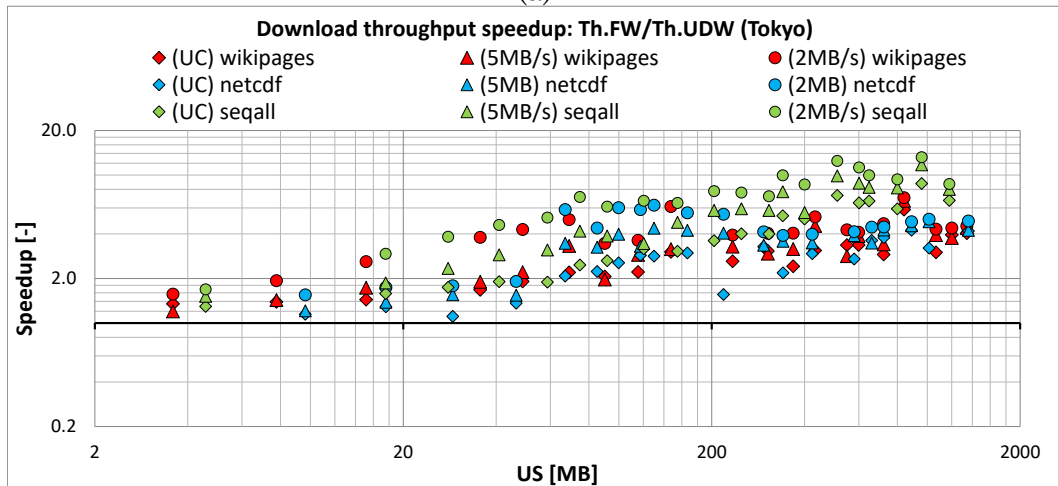 Download throughput speedup: Th.FW/Th.UDW (Tokyo)
(UC) wikipages (5MB/s) wikipages (2MB/s) wikipages
(UC) netcdf (5MB) netcdf (2MB) netcdf
(UC) seqall (5MB/s) seqall (2MB/s) seqall
20.0
2.0
0.2
Speedup [-]
2 20 200 2000
US [MB]